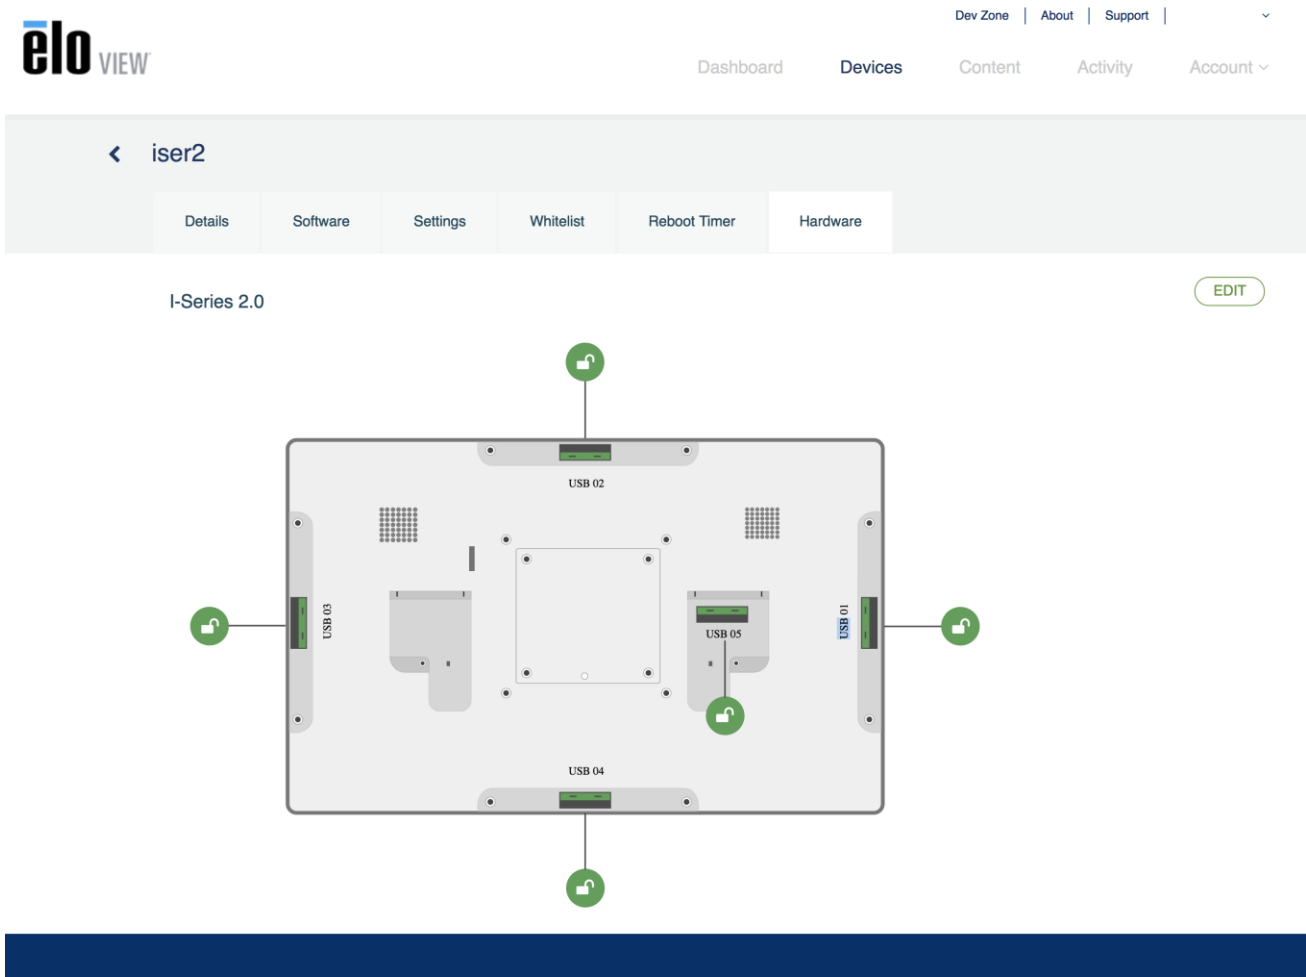 Dev Zone | About | Support |
ēlo VIEW
Dashboard Devices Content Activity Account
iser2
Details Software Settings Whitelist Reboot Timer Hardware
I-Series 2.0
EDIT
USB 02
USB 03
USB 01
USB 05
USB 04